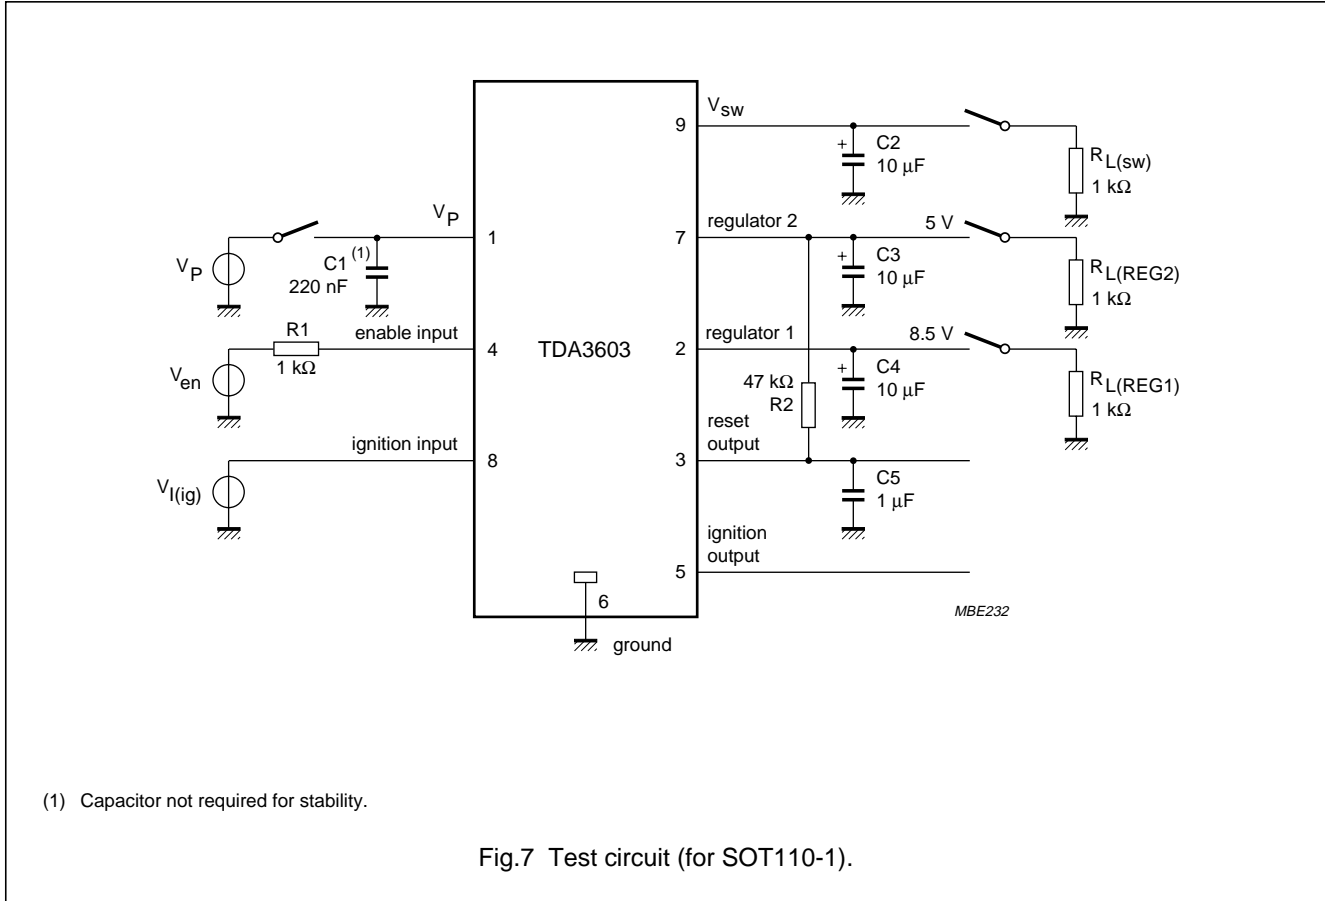 V_sw
9
C2
+
10 µF
R_L(sw)
1 kΩ
V_P
regulator 2
5 V
1
7
V_P
C1 (1)
220 nF
C3
+
10 µF
R_L(REG2)
1 kΩ
R1
1 kΩ
enable input
regulator 1
8.5 V
4
TDA3603
2
V_en
47 kΩ
R2
C4
+
10 µF
R_L(REG1)
1 kΩ
ignition input
reset
output
8
3
V_I(ig)
C5
1 µF
ignition
output
5
6
MBE232
ground
(1) Capacitor not required for stability.
Fig.7 Test circuit (for SOT110-1).